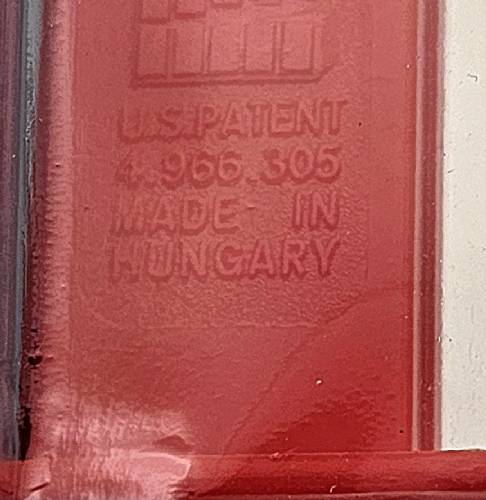 U.S.PATENT
4.966.305
MADE IN
HUNGARY